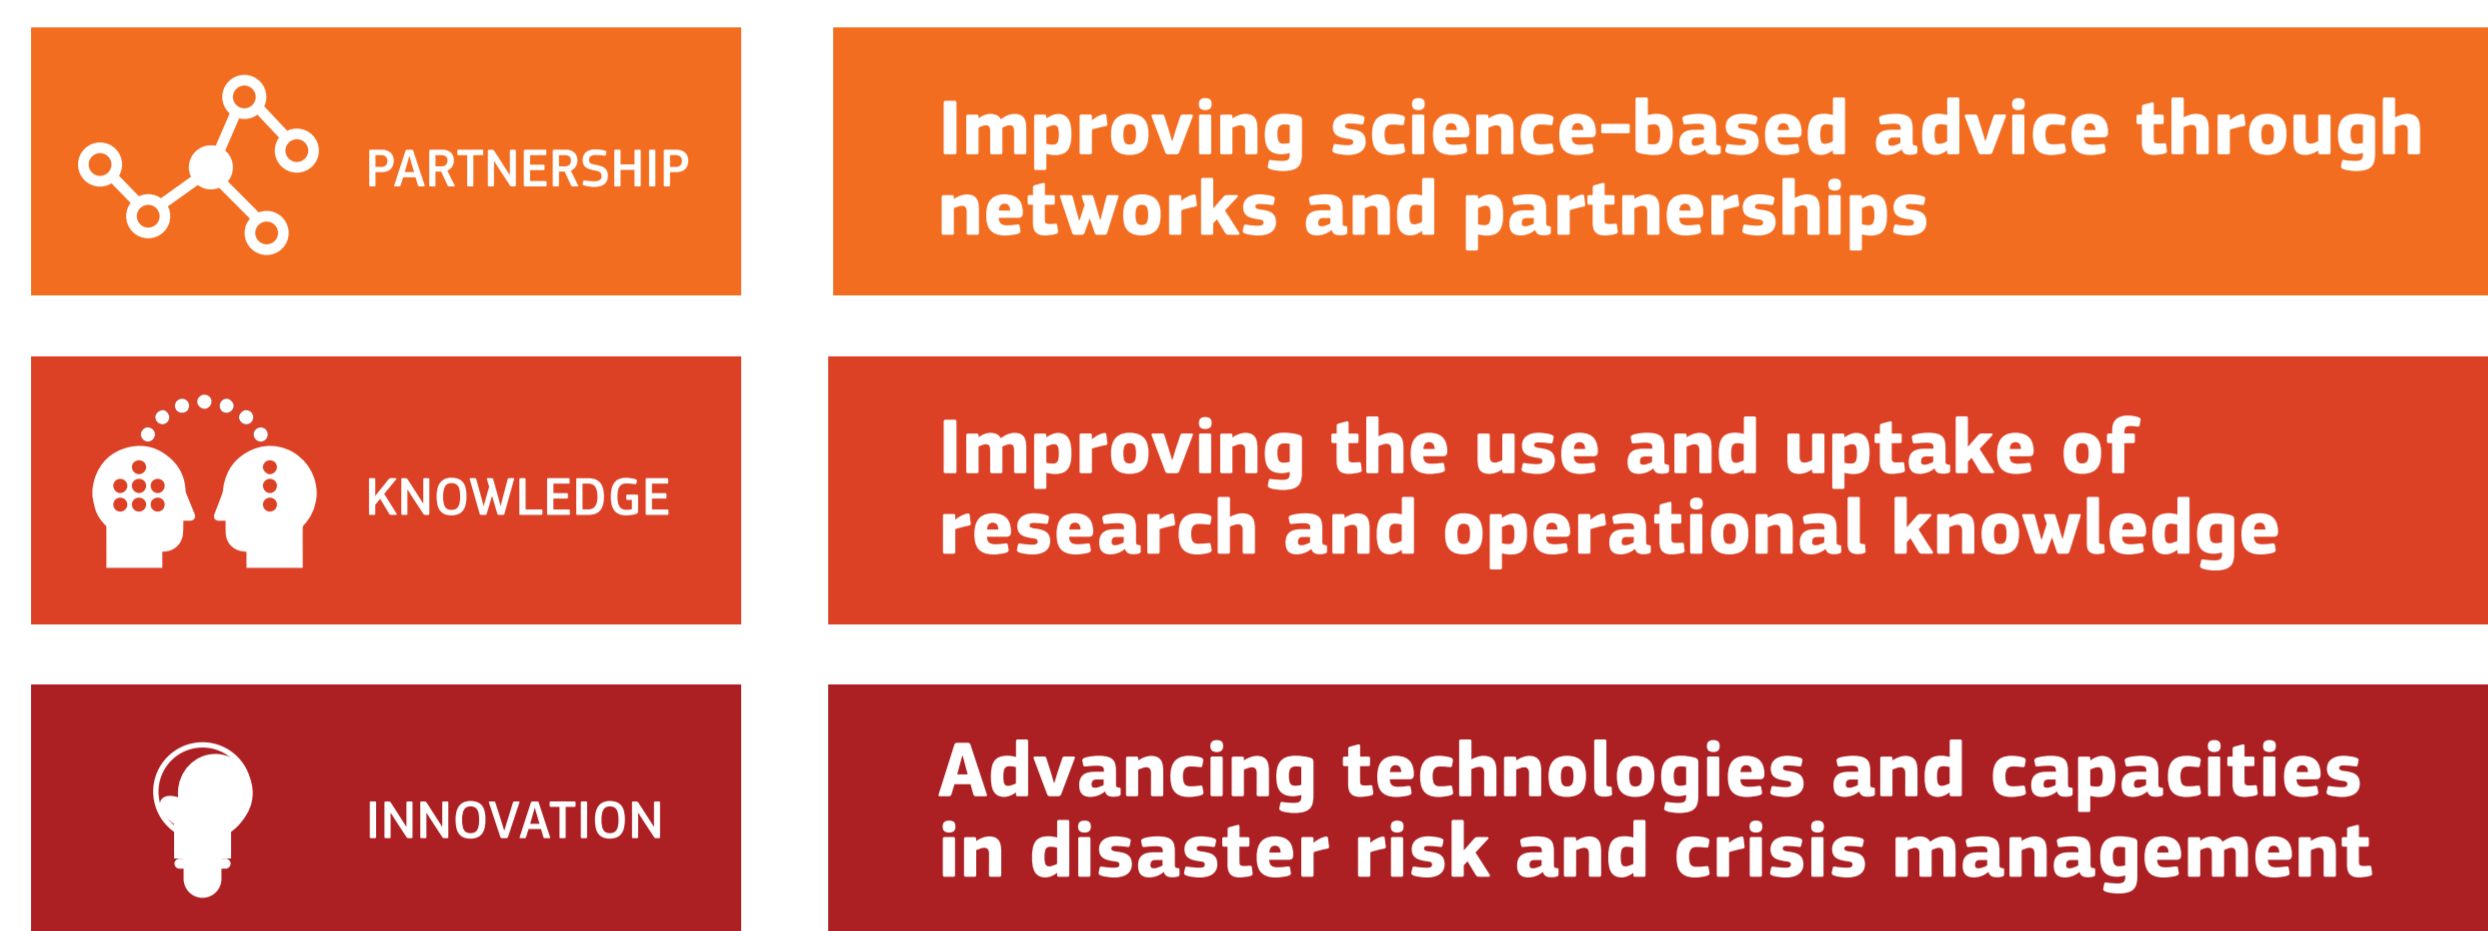 PARTNERSHIP
Improving science-based advice through
networks and partnerships
KNOWLEDGE
Improving the use and uptake of
research and operational knowledge
INNOVATION
Advancing technologies and capacities
in disaster risk and crisis management